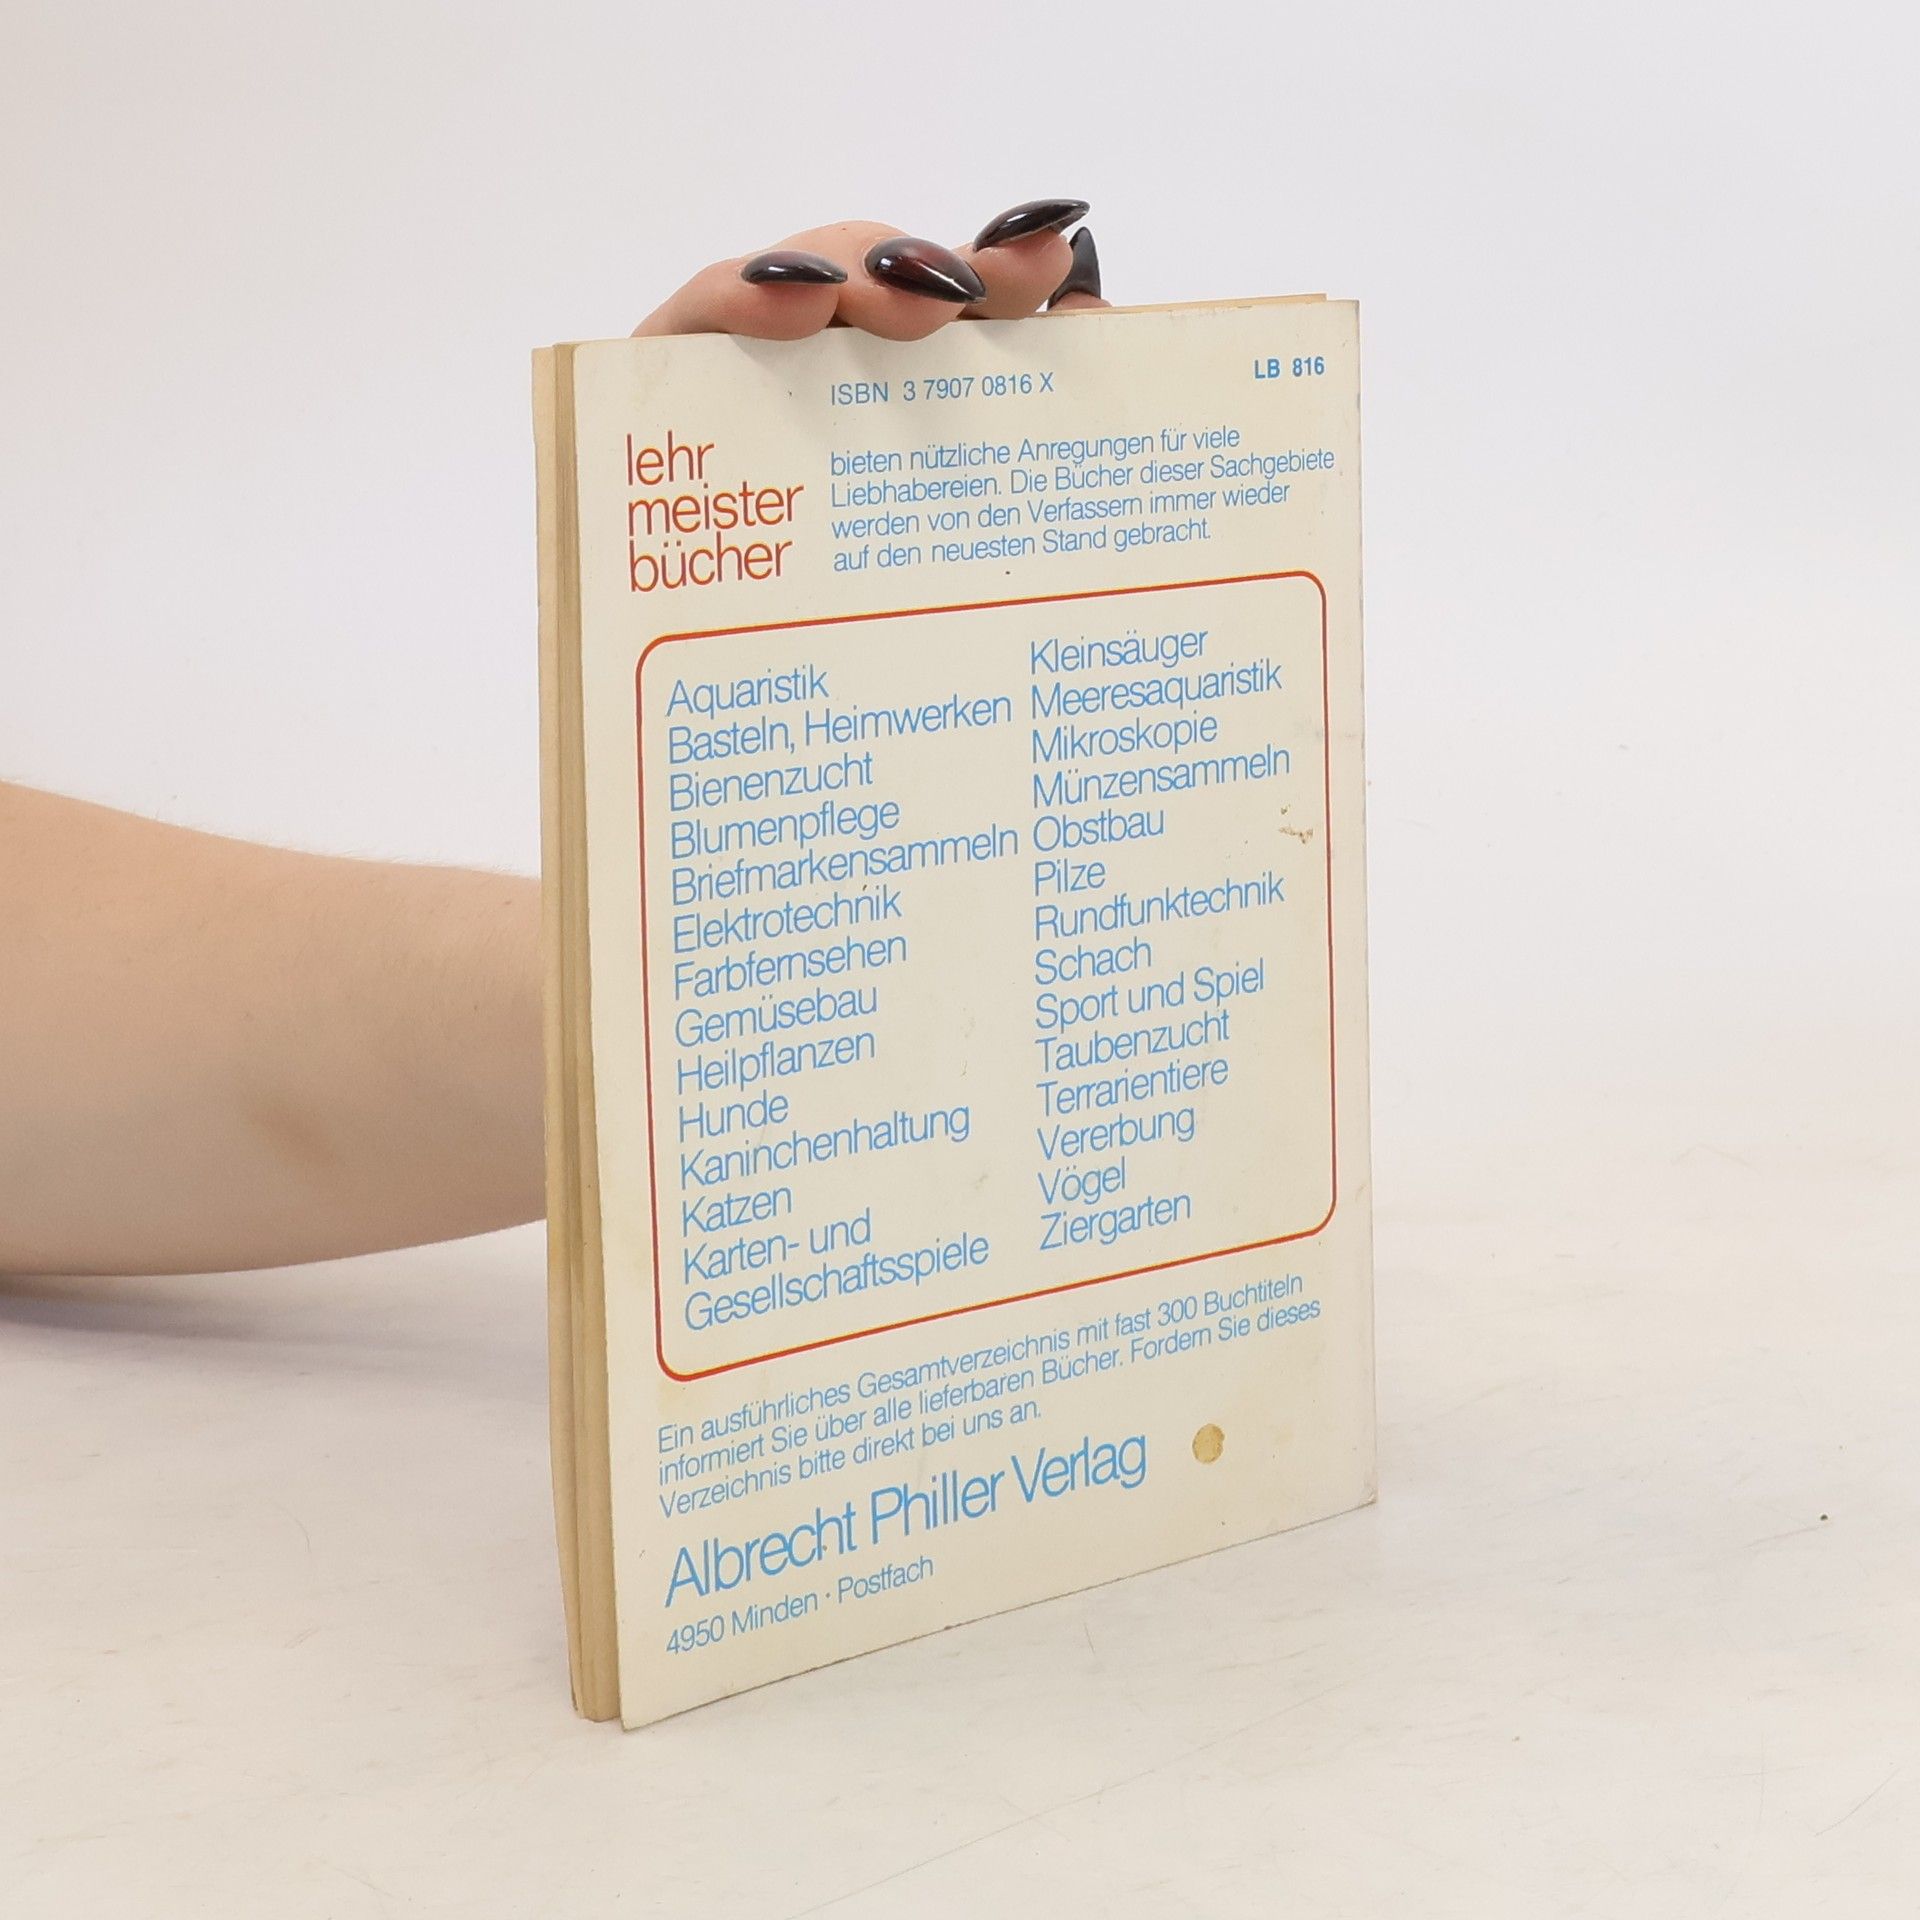 ISBN 3 7907 0816 X
LB 816
lehr
meister
bücher
bieten nützliche Anregungen für viele
Liebhabereien. Die Bücher dieser Sachgebiete
werden von den Verfassern immer wieder
auf den neuesten Stand gebracht.
Aquaristik
Basteln, Heimwerken
Bienenzucht
Blumenpflege
Briefmarkensammeln
Elektrotechnik
Farbfernsehen
Gemüsebau
Heilpflanzen
Hunde
Kaninchenhaltung
Katzen
Karten- und
Gesellschaftsspiele
Kleinsäuger
Meeresaquaristik
Mikroskopie
Münzensammeln
Obstbau
Pilze
Rundfunktechnik
Schach
Sport und Spiel
Taubenzucht
Terrarientiere
Vererbung
Vögel
Ziergarten
Ein ausführliches Gesamtverzeichnis mit fast 300 Buchtiteln
informiert Sie über alle lieferbaren Bücher. Fordern Sie dieses
Verzeichnis bitte direkt bei uns an.
Albrecht Philler Verlag
4950 Minden · Postfach